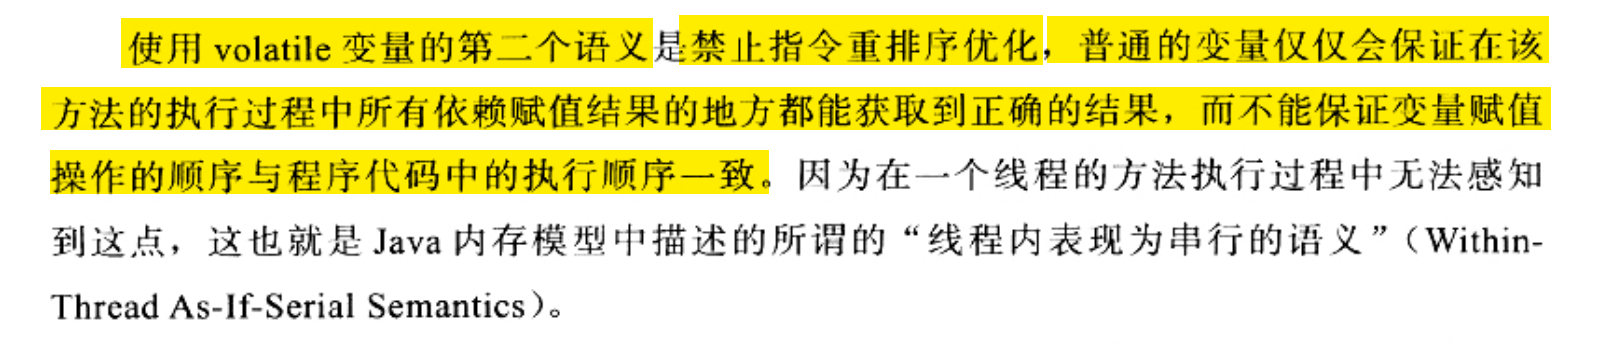 使用 volatile 变量的第二个语义是禁止指令重排序优化，普通的变量仅仅会保证在该
方法的执行过程中所有依赖赋值结果的地方都能获取到正确的结果，而不能保证变量赋值
操作的顺序与程序代码中的执行顺序一致。因为在一个线程的方法执行过程中无法感知
到这点，这也就是 Java 内存模型中描述的所谓的“线程内表现为串行的语义”（Within-
Thread As-If-Serial Semantics）。